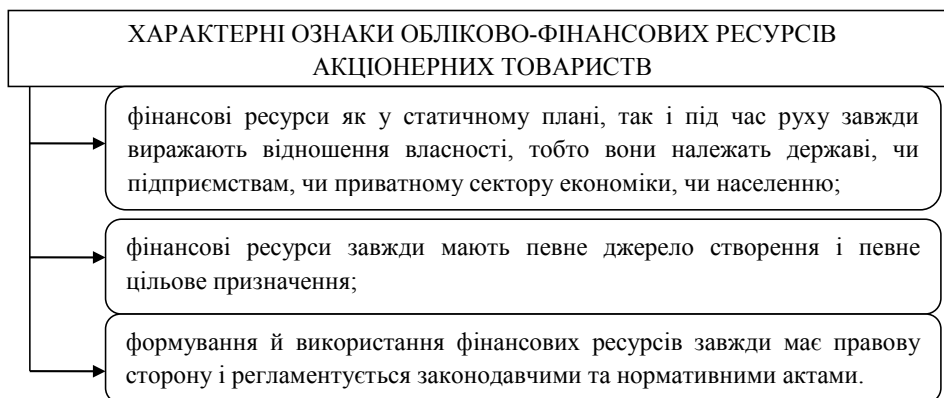 ХАРАКТЕРНІ ОЗНАКИ ОБЛІКОВО-ФІНАНСОВИХ РЕСУРСІВ
АКЦІОНЕРНИХ ТОВАРИСТВ
фінансові ресурси як у статичному плані, так і під час руху завжди
виражають відношення власності, тобто вони належать державі, чи
підприємствам, чи приватному сектору економіки, чи населенню;
фінансові ресурси завжди мають певне джерело створення і певне
цільове призначення;
формування й використання фінансових ресурсів завжди має правову
сторону і регламентується законодавчими та нормативними актами.